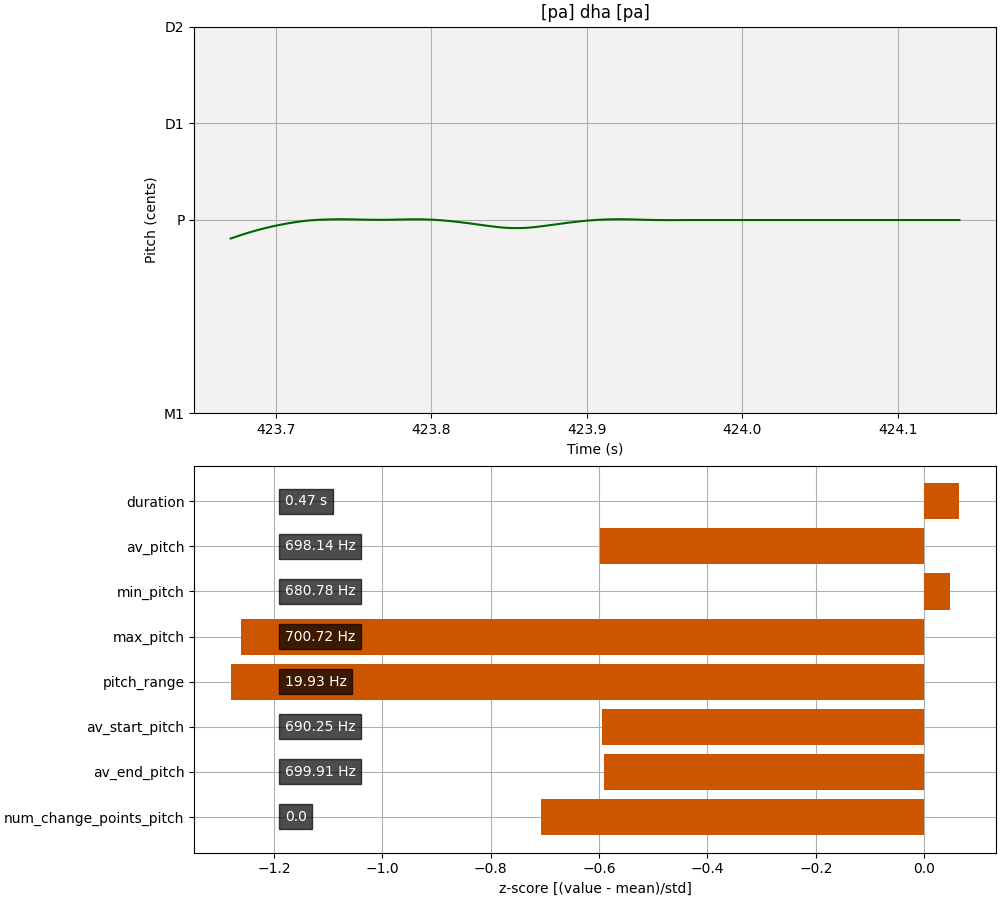 [pa] dha [pa]
D2
D1
P
M1
Pitch (cents)
423.7 423.8 423.9 424.0 424.1
Time (s)
duration 0.47 s
av_pitch 698.14 Hz
min_pitch 680.78 Hz
max_pitch 700.72 Hz
pitch_range 19.93 Hz
av_start_pitch 690.25 Hz
av_end_pitch 699.91 Hz
num_change_points_pitch 0.0
−1.2 −1.0 −0.8 −0.6 −0.4 −0.2 0.0
z-score [(value - mean)/std]